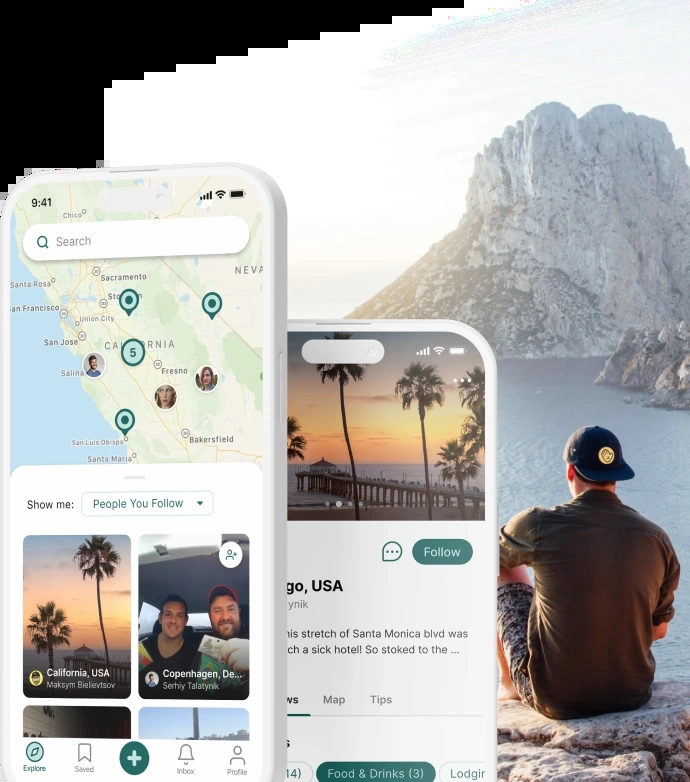 9:41
Chico
Search
NEVA
Sacramento
Santa Rosa
San Francisco
Union City
San Jose
CALIFORNIA
5
Salina
Fresno
San Luis Obispo
Bakersfield
Santa Maria
Show me:
People You Follow
California, USA
Maksym Bielievtsov
Copenhagen, De...
Serhiy Talatynik
Explore
Saved
Inbox
Profile
Follow
go, USA
ynik
his stretch of Santa Monica blvd was
ch a sick hotel! So stoked to the ...
ws
Map
Tips
s
14)
Food & Drinks (3)
Lodgin